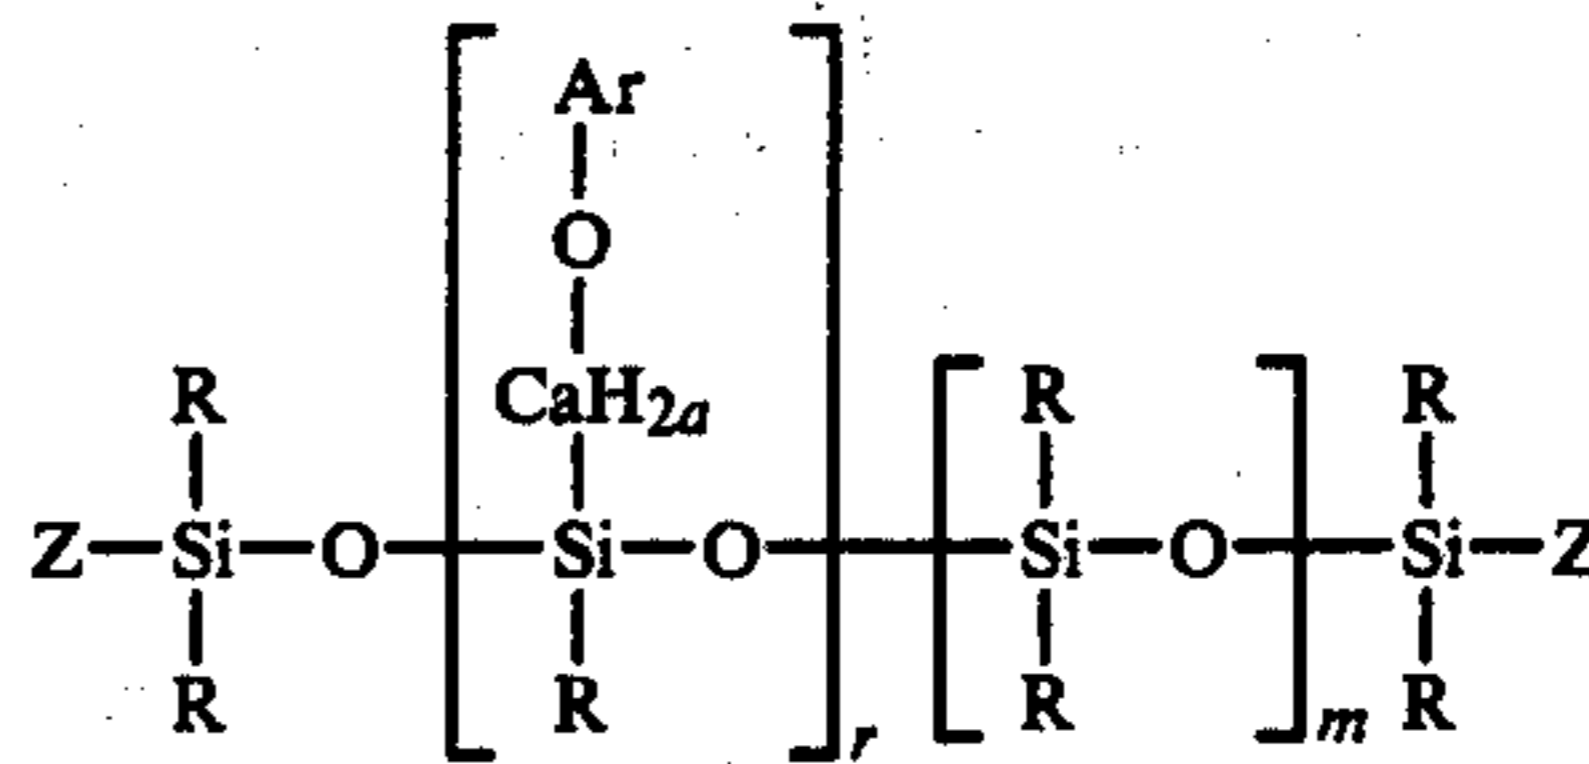 Ar
O
R CaH2a R R
Z—Si—O—Si—O—Si—O—Si—Z
R R r R m R